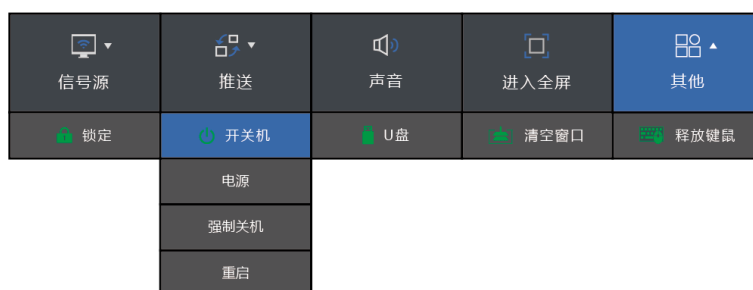 信号源 推送 声音 进入全屏 其他
锁定 开关机 U盘 清空窗口 释放键鼠
电源
强制关机
重启